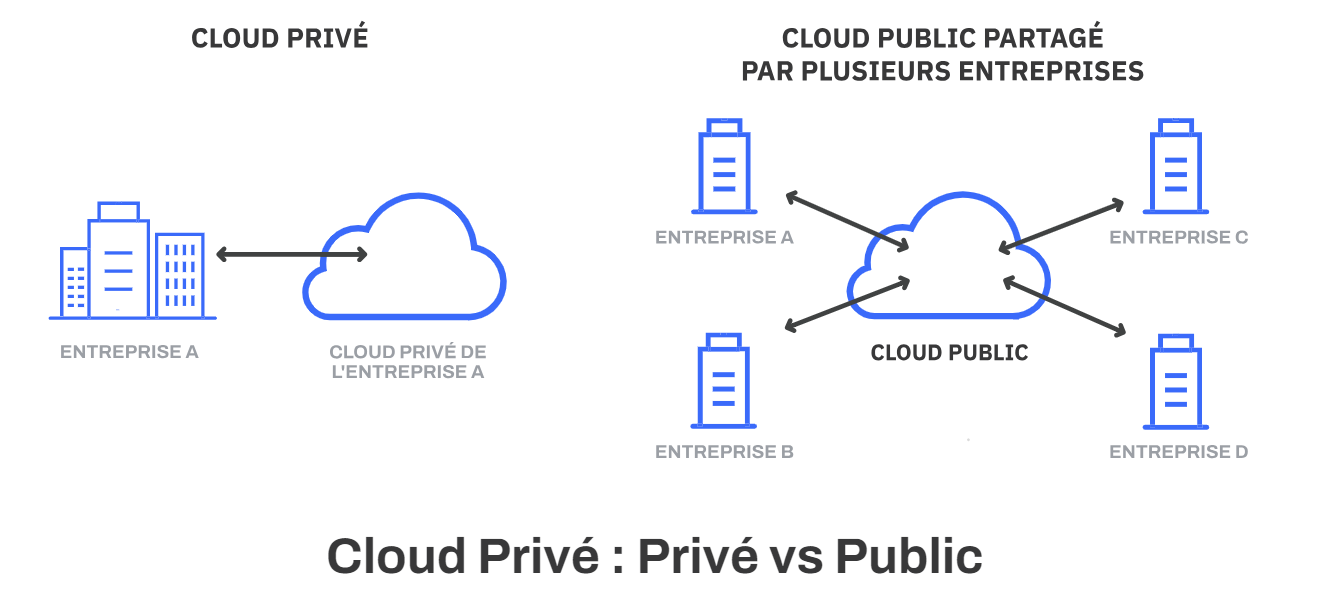 CLOUD PRIVÉ
ENTREPRISE A
CLOUD PRIVÉ DE
L'ENTREPRISE A
CLOUD PUBLIC PARTAGÉ
PAR PLUSIEURS ENTREPRISES
ENTREPRISE A
ENTREPRISE C
CLOUD PUBLIC
ENTREPRISE B
ENTREPRISE D
Cloud Privé : Privé vs Public